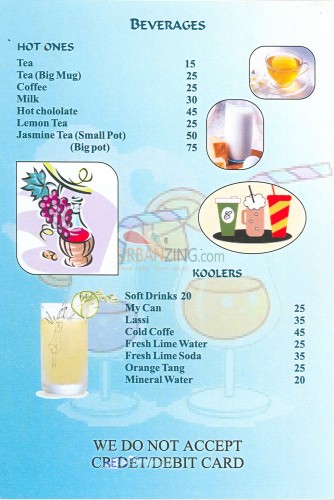 BEVERAGES
HOT ONES
Tea 15
Tea (Big Mug) 25
Coffee 25
Milk 30
Hot chololate 45
Lemon Tea 25
Jasmine Tea (Small Pot) 50
(Big pot) 75
URBANZING.com
KOOLERS
Soft Drinks 20
My Can 25
Lassi 35
Cold Coffe 45
Fresh Lime Water 25
Fresh Lime Soda 35
Orange Tang 25
Mineral Water 20
WE DO NOT ACCEPT
CREDET/DEBIT CARD